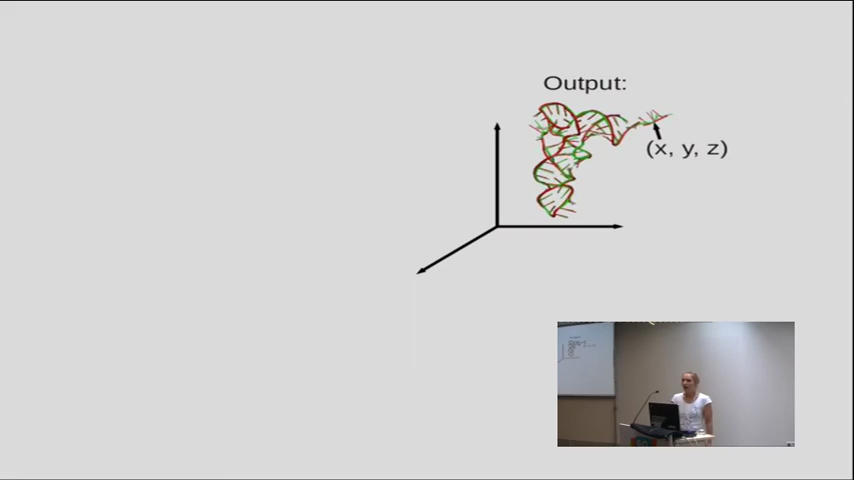 Output:
(x, y, z)